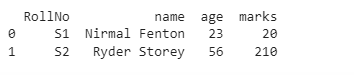 RollNo name age marks
0 S1 Nirmal Fenton 23 20
1 S2 Ryder Storey 56 210